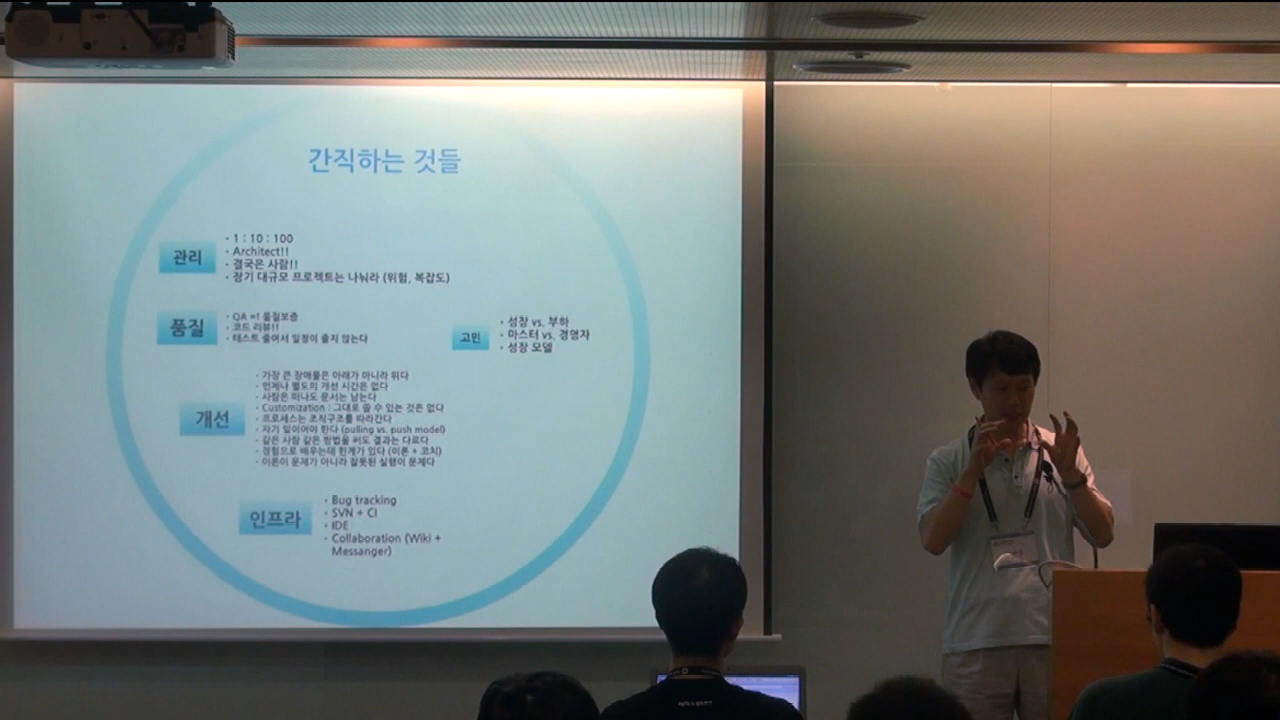 간직하는 것들
관리
· 1 : 10 : 100
· Architect!!
· 결국은 사람!!
· 장기 대규모 프로젝트는 나눠라 (위험, 복잡도)
품질
· QA =! 품질보증
· 코드 리뷰!!
· 테스트 줄여서 일정이 줄지 않는다
고민
· 성장 vs. 부하
· 마스터 vs. 경영자
· 성장 모델
개선
· 가장 큰 장애물은 아래가 아니라 위다
· 언제나 별도의 개선 시간은 없다
· 사람은 떠나도 문서는 남는다
· Customization : 그대로 쓸 수 있는 것은 없다
· 프로세스는 조직구조를 따라간다
· 자기 일이어야 한다 (pulling vs. push model)
· 같은 사람 같은 방법을 써도 결과는 다르다
· 경험으로 배우는데 한계가 있다 (이론 + 코치)
· 이론이 문제가 아니라 잘못된 실행이 문제다
인프라
· Bug tracking
· SVN + CI
· IDE
· Collaboration (Wiki +
Messanger)